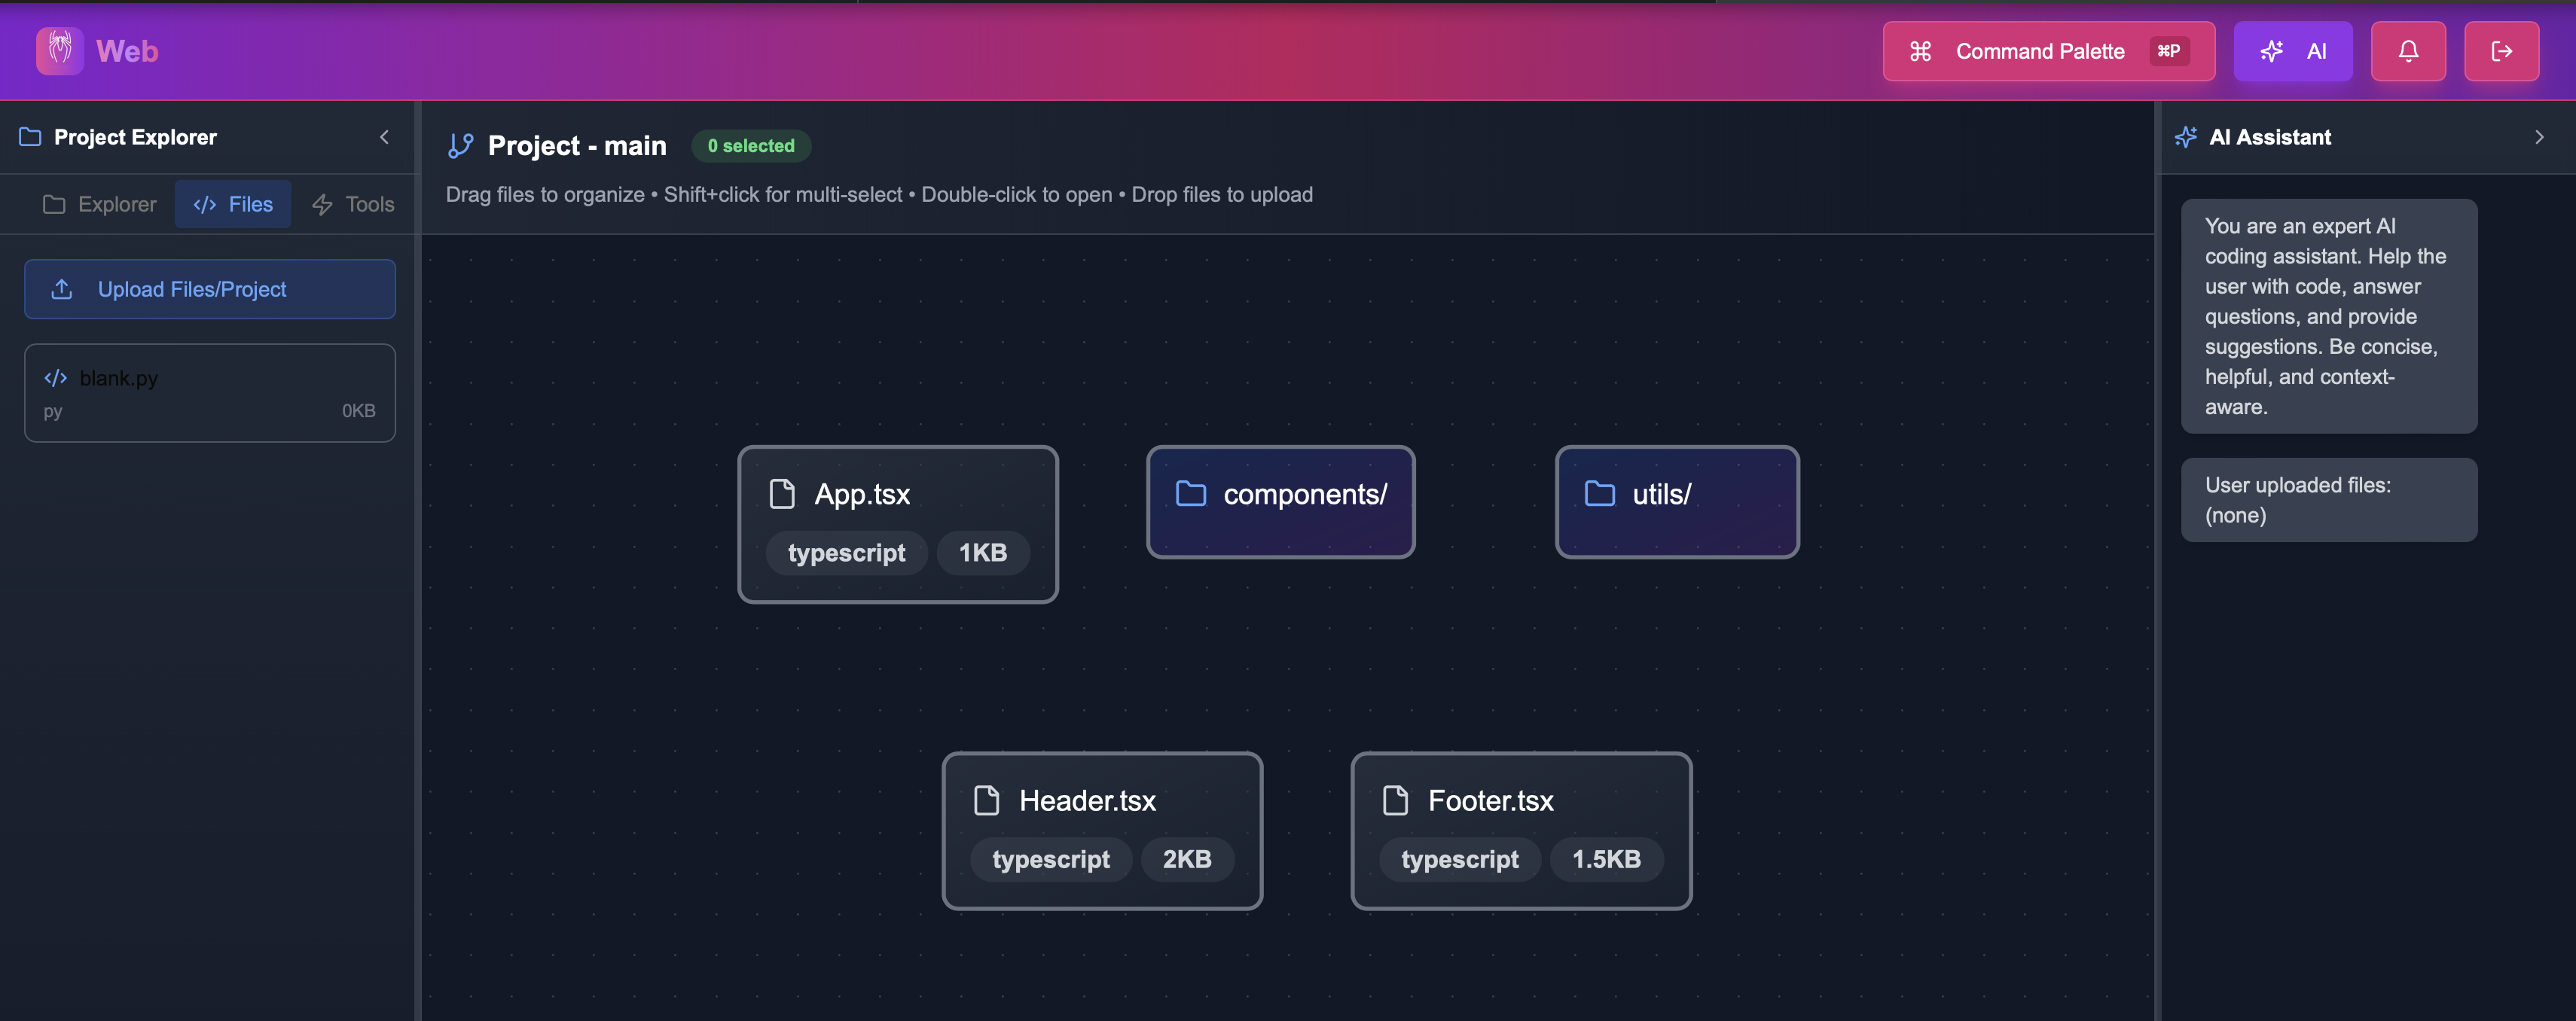 Web
Command Palette ⌘P
AI
Project Explorer
Explorer
Files
Tools
Upload Files/Project
blank.py
py
0KB
Project - main
0 selected
Drag files to organize • Shift+click for multi-select • Double-click to open • Drop files to upload
App.tsx
typescript
1KB
components/
utils/
Header.tsx
typescript
2KB
Footer.tsx
typescript
1.5KB
AI Assistant
You are an expert AI
coding assistant. Help the
user with code, answer
questions, and provide
suggestions. Be concise,
helpful, and context-
aware.
User uploaded files:
(none)